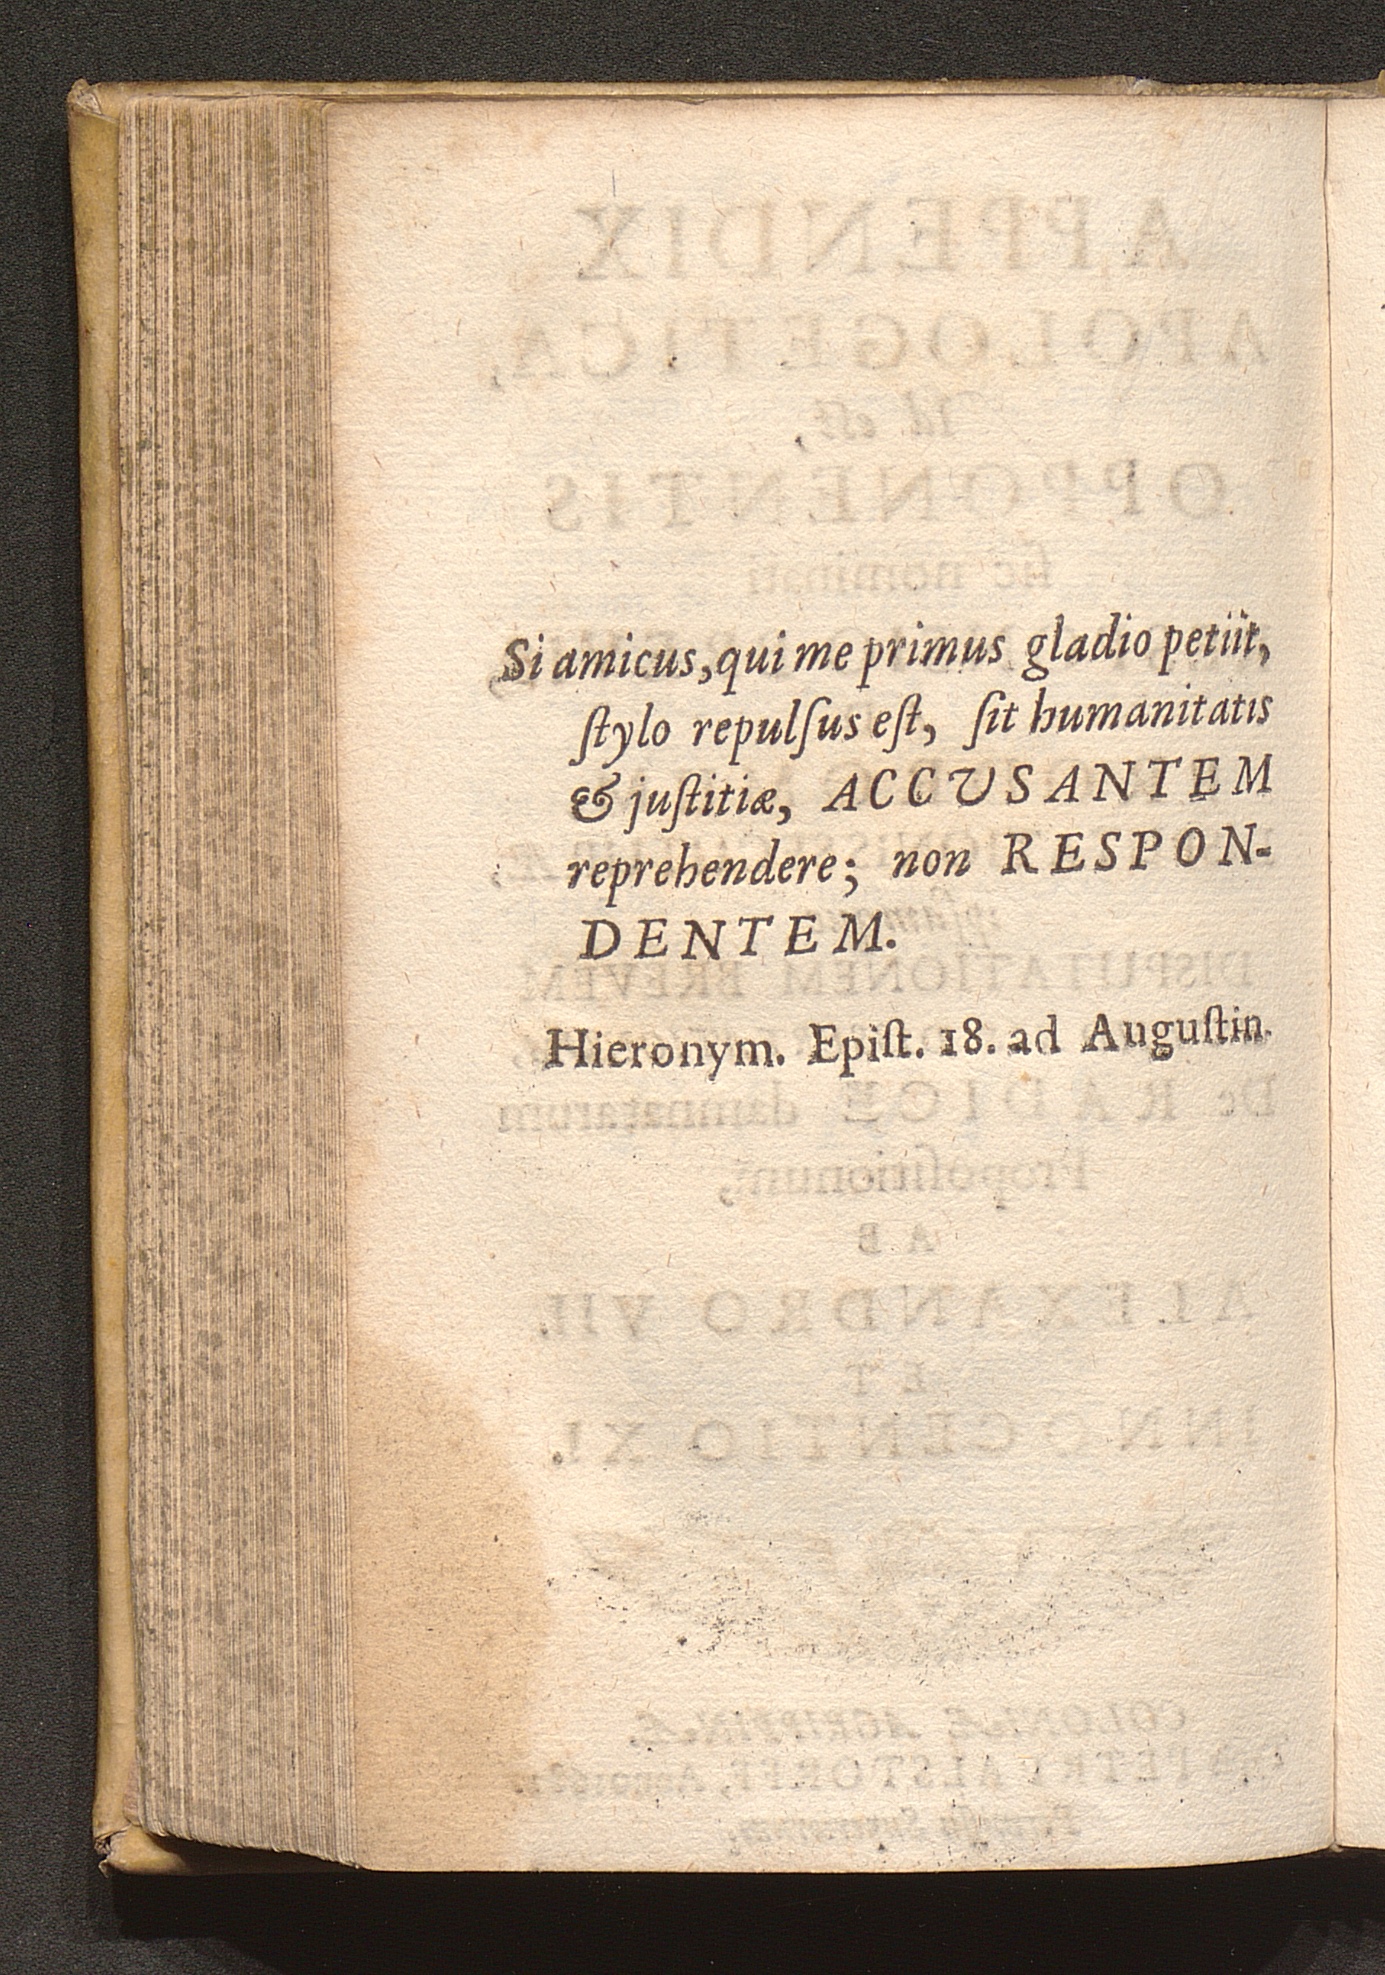 Si amicus, qui me primus gladio petiit,
ſtylo repulſus eſt, ſit humanitatis
& juſtitiæ, ACCUSANTEM
reprehendere; non RESPON-
DENTEM.
Hieronym. Epiſt. 18. ad Auguſtin.